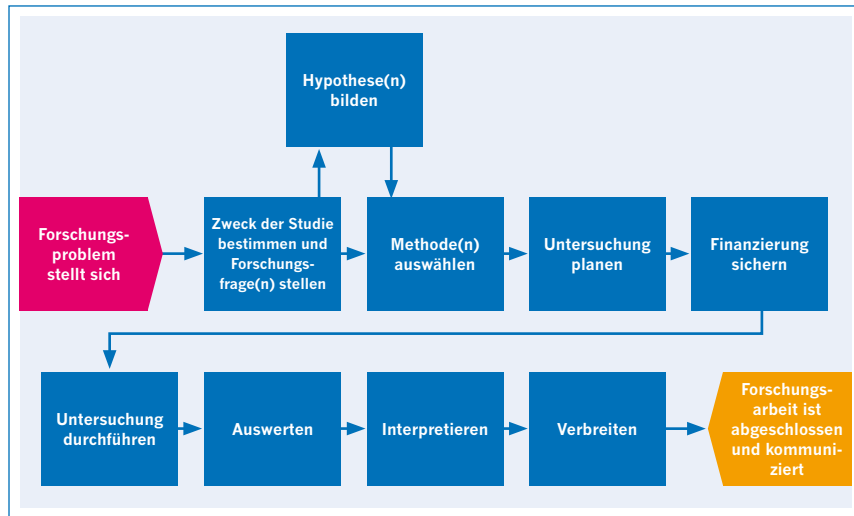 Hypothese(n)
bilden
Forschungs-
problem
stellt sich
Zweck der Studie
bestimmen und
Forschungs-
frage(n) stellen
Methode(n)
auswählen
Untersuchung
planen
Finanzierung
sichern
Untersuchung
durchführen
Auswerten
Interpretieren
Verbreiten
Forschungs-
arbeit ist
abgeschlossen
und kommuni-
ziert